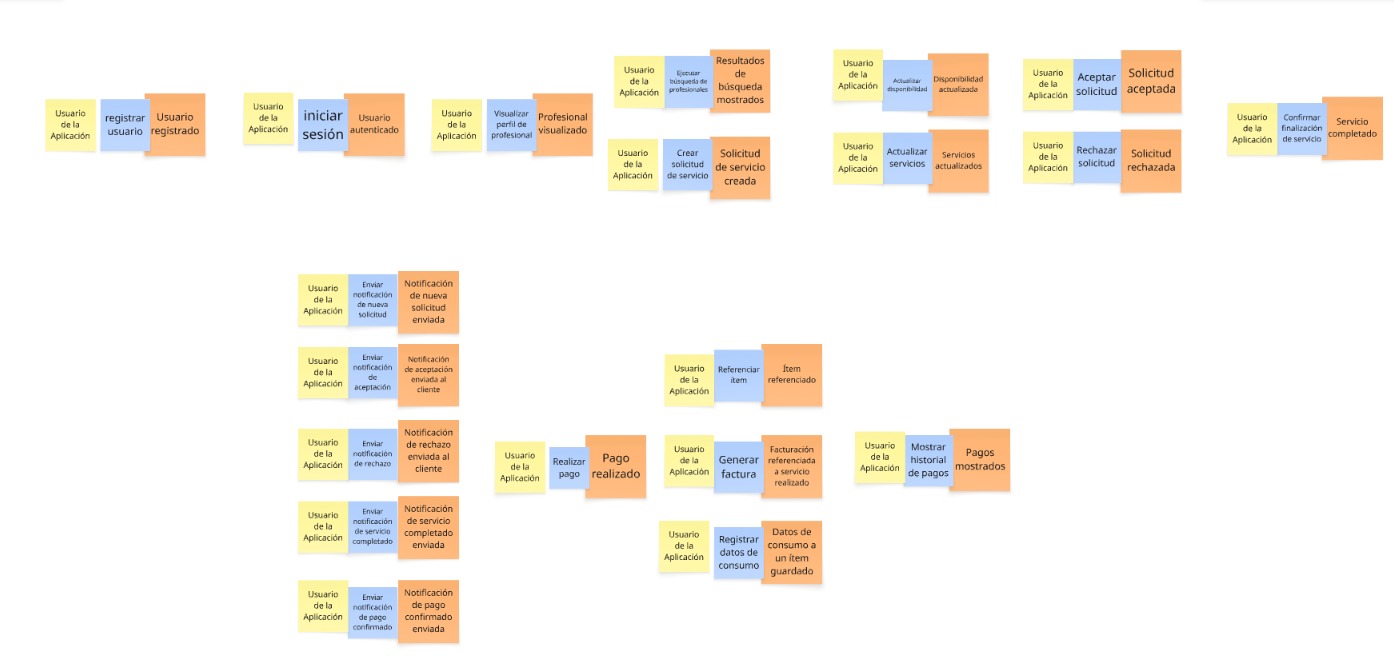 Usuario
de la
Aplicación
registrar
usuario
Usuario
registrado
Usuario
de la
Aplicación
iniciar
sesión
Usuario
autenticado
Usuario
de la
Aplicación
Visualizar
perfil de
profesional
Profesional
visualizado
Usuario
de la
Aplicación
Ejecutar
búsqueda de
profesionales
Resultados
de
búsqueda
mostrados
Usuario
de la
Aplicación
Crear
solicitud
de servicio
Solicitud
de servicio
creada
Usuario
de la
Aplicación
Actualizar
disponibilidad
Disponibilidad
actualizada
Usuario
de la
Aplicación
Actualizar
servicios
Servicios
actualizados
Usuario
de la
Aplicación
Aceptar
solicitud
Solicitud
aceptada
Usuario
de la
Aplicación
Rechazar
solicitud
Solicitud
rechazada
Usuario
de la
Aplicación
Confirmar
finalización
de servicio
Servicio
completado
Usuario
de la
Aplicación
Enviar
notificación
de nueva
solicitud
Notificación
de nueva
solicitud
enviada
Usuario
de la
Aplicación
Enviar
notificación
de
aceptación
Notificación
de aceptación
enviada al
cliente
Usuario
de la
Aplicación
Enviar
notificación
de rechazo
Notificación
de rechazo
enviada al
cliente
Usuario
de la
Aplicación
Enviar
notificación
de servicio
completado
Notificación
de servicio
completado
enviada
Usuario
de la
Aplicación
Enviar
notificación
de pago
confirmado
Notificación
de pago
confirmado
enviada
Usuario
de la
Aplicación
Realizar
pago
Pago
realizado
Usuario
de la
Aplicación
Referenciar
ítem
Ítem
referenciado
Usuario
de la
Aplicación
Generar
factura
Facturación
referenciada
a servicio
realizado
Usuario
de la
Aplicación
Registrar
datos de
consumo
Datos de
consumo a
un ítem
guardado
Usuario
de la
Aplicación
Mostrar
historial
de pagos
Pagos
mostrados